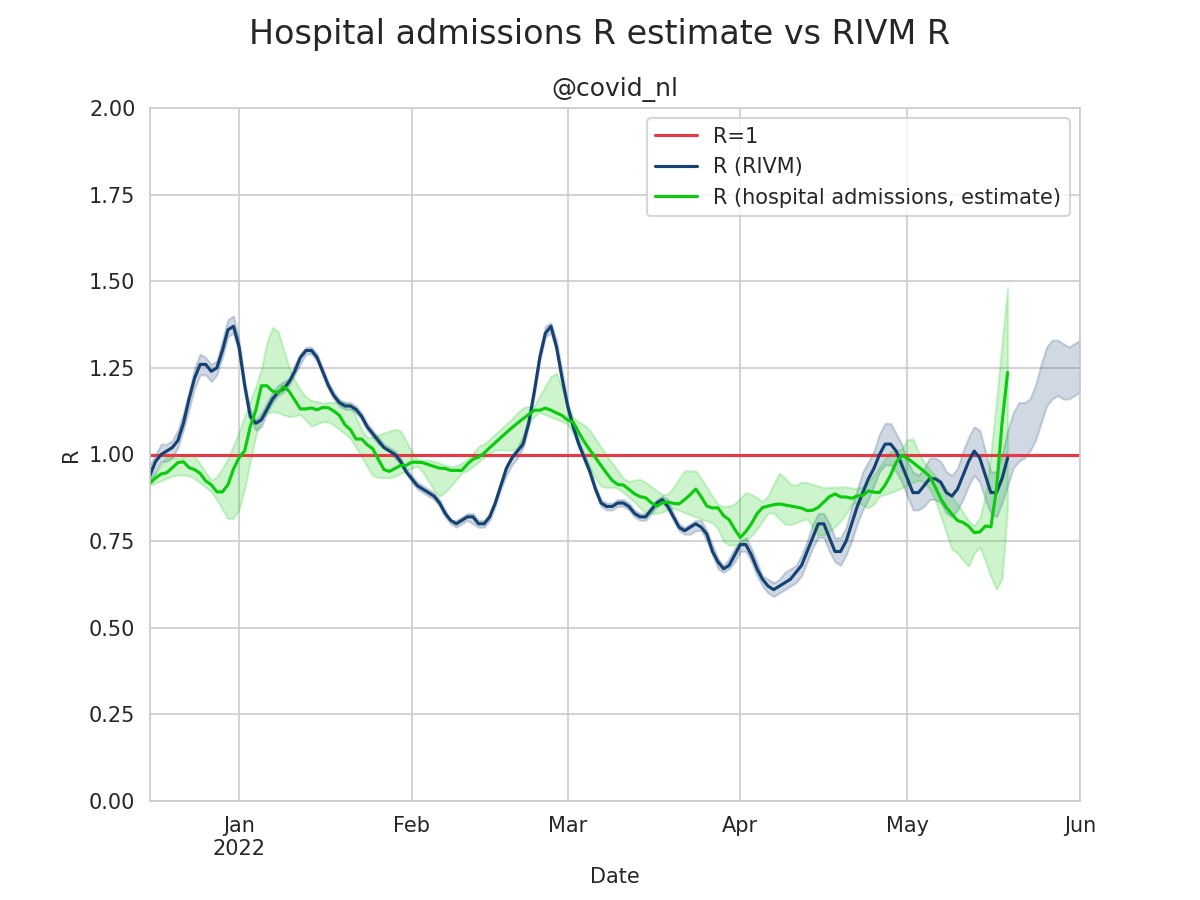 Hospital admissions R estimate vs RIVM R
@covid_nl
R=1
R (RIVM)
R (hospital admissions, estimate)
2.00
1.75
1.50
1.25
1.00
0.75
0.50
0.25
0.00
R
Jan Feb Mar Apr May Jun
2022
Date